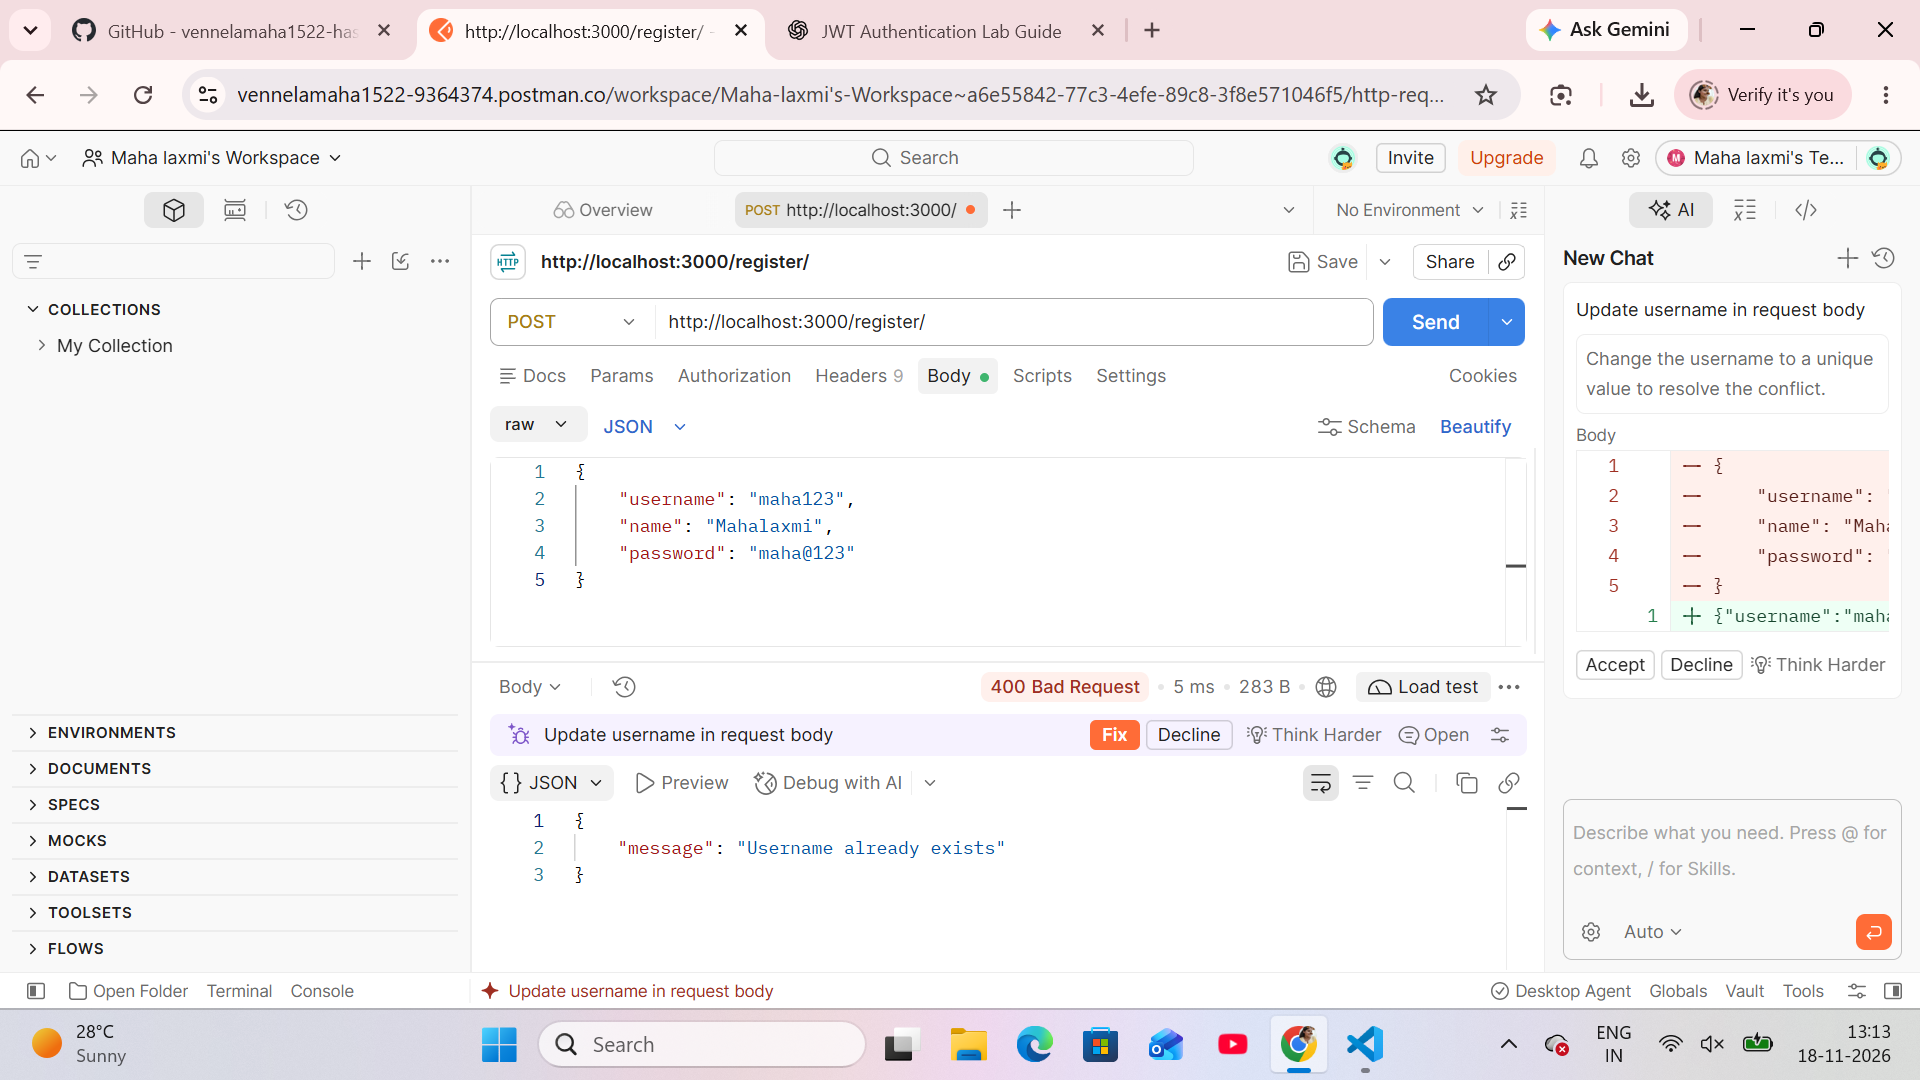 GitHub - vennelamaha1522-has
http://localhost:3000/register/ -
JWT Authentication Lab Guide
Ask Gemini
vennelamaha1522-9364374.postman.co/workspace/Maha-laxmi's-Workspace~a6e55842-77c3-4efe-89c8-3f8e571046f5/http-req...
Verify it's you
Maha laxmi's Workspace
Search
Invite
Upgrade
M Maha laxmi's Te...
Overview
POST http://localhost:3000/
No Environment
AI
COLLECTIONS
My Collection
ENVIRONMENTS
DOCUMENTS
SPECS
MOCKS
DATASETS
TOOLSETS
FLOWS
HTTP http://localhost:3000/register/
Save
Share
POST http://localhost:3000/register/
Send
Docs Params Authorization Headers 9 Body Scripts Settings Cookies
raw JSON Schema Beautify
1 {
2 "username": "maha123",
3 "name": "Mahalaxmi",
4 "password": "maha@123"
5 }
Body 400 Bad Request 5 ms 283 B Load test
Update username in request body Fix Decline Think Harder Open
{} JSON Preview Debug with AI
1 {
2 "message": "Username already exists"
3 }
New Chat
Update username in request body
Change the username to a unique
value to resolve the conflict.
Body
1 — {
2 — "username":
3 — "name": "Maha
4 — "password":
5 — }
1 + {"username":"maha
Accept Decline Think Harder
Describe what you need. Press @ for
context, / for Skills.
Auto
Open Folder Terminal Console Update username in request body Desktop Agent Globals Vault Tools
28°C
Sunny
Search
ENG
IN
13:13
18-11-2026